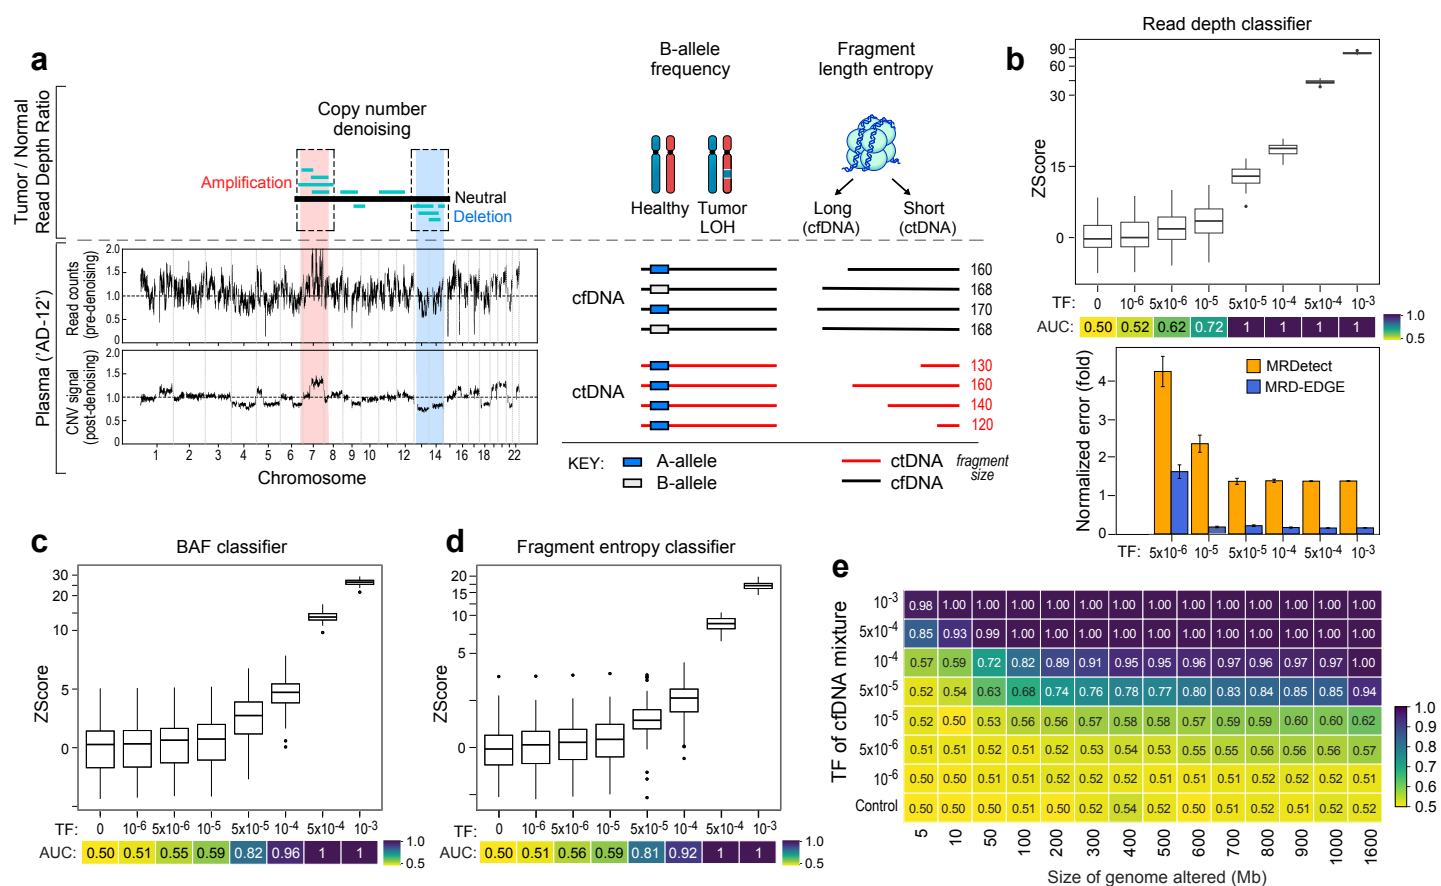 a
Tumor / Normal
Read Depth Ratio
Copy number
denoising
Amplification
Neutral
Deletion
B-allele
frequency
Healthy
Tumor
LOH
Fragment
length entropy
Long
(cfDNA)
Short
(ctDNA)
Plasma ('AD-12')
Read counts
(pre-denoising)
2.0
1.5
1.0
0.5
0
CNV signal
(post-denoising)
2.0
1.5
1.0
0.5
0
1 2 3 4 5 6 7 8 9 10 12 14 16 18 20 22
Chromosome
cfDNA
160
168
170
168
ctDNA
130
160
140
120
KEY:
A-allele
B-allele
ctDNA
cfDNA
fragment
size
b
Read depth classifier
ZScore
90
60
30
15
0
TF: 0 10-6 5x10-6 10-5 5x10-5 10-4 5x10-4 10-3
AUC: 0.50 0.52 0.62 0.72 1 1 1 1
1.0
0.5
Normalized error (fold)
4
3
2
1
0
MRDetect
MRD-EDGE
TF: 5x10-6 10-5 5x10-5 10-4 5x10-4 10-3
c
BAF classifier
ZScore
30
20
10
5
0
TF: 0 10-6 5x10-6 10-5 5x10-5 10-4 5x10-4 10-3
AUC: 0.50 0.51 0.55 0.59 0.82 0.96 1 1
1.0
0.5
d
Fragment entropy classifier
ZScore
20
15
10
5
0
TF: 0 10-6 5x10-6 10-5 5x10-5 10-4 5x10-4 10-3
AUC: 0.50 0.51 0.56 0.59 0.81 0.92 1 1
1.0
0.5
e
TF of cfDNA mixture
10-3 0.98 1.00 1.00 1.00 1.00 1.00 1.00 1.00 1.00 1.00 1.00 1.00 1.00 1.00
5x10-4 0.85 0.93 0.99 1.00 1.00 1.00 1.00 1.00 1.00 1.00 1.00 1.00 1.00 1.00
10-4 0.57 0.59 0.72 0.82 0.89 0.91 0.95 0.95 0.96 0.97 0.96 0.97 0.97 1.00
5x10-5 0.52 0.54 0.63 0.68 0.74 0.76 0.78 0.77 0.80 0.83 0.84 0.85 0.85 0.94
10-5 0.52 0.50 0.53 0.56 0.56 0.57 0.58 0.58 0.57 0.59 0.59 0.60 0.60 0.62
5x10-6 0.51 0.51 0.52 0.51 0.52 0.53 0.54 0.53 0.55 0.55 0.56 0.56 0.56 0.57
10-6 0.50 0.50 0.51 0.51 0.52 0.52 0.52 0.51 0.51 0.52 0.51 0.52 0.51 0.52
Control 0.50 0.50 0.50 0.51 0.50 0.52 0.54 0.52 0.50 0.52 0.51 0.52 0.52 0.52
5 10 50 100 200 300 400 500 600 700 800 900 1000 1600
Size of genome altered (Mb)
1.0
0.9
0.8
0.7
0.6
0.5